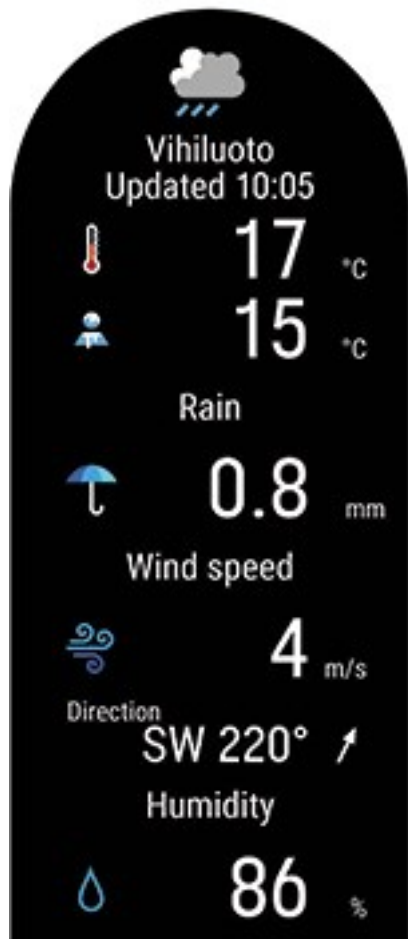 Vihiluoto
Updated 10:05
17 °C
15 °C
Rain
0.8 mm
Wind speed
4 m/s
Direction
SW 220°
Humidity
86 %